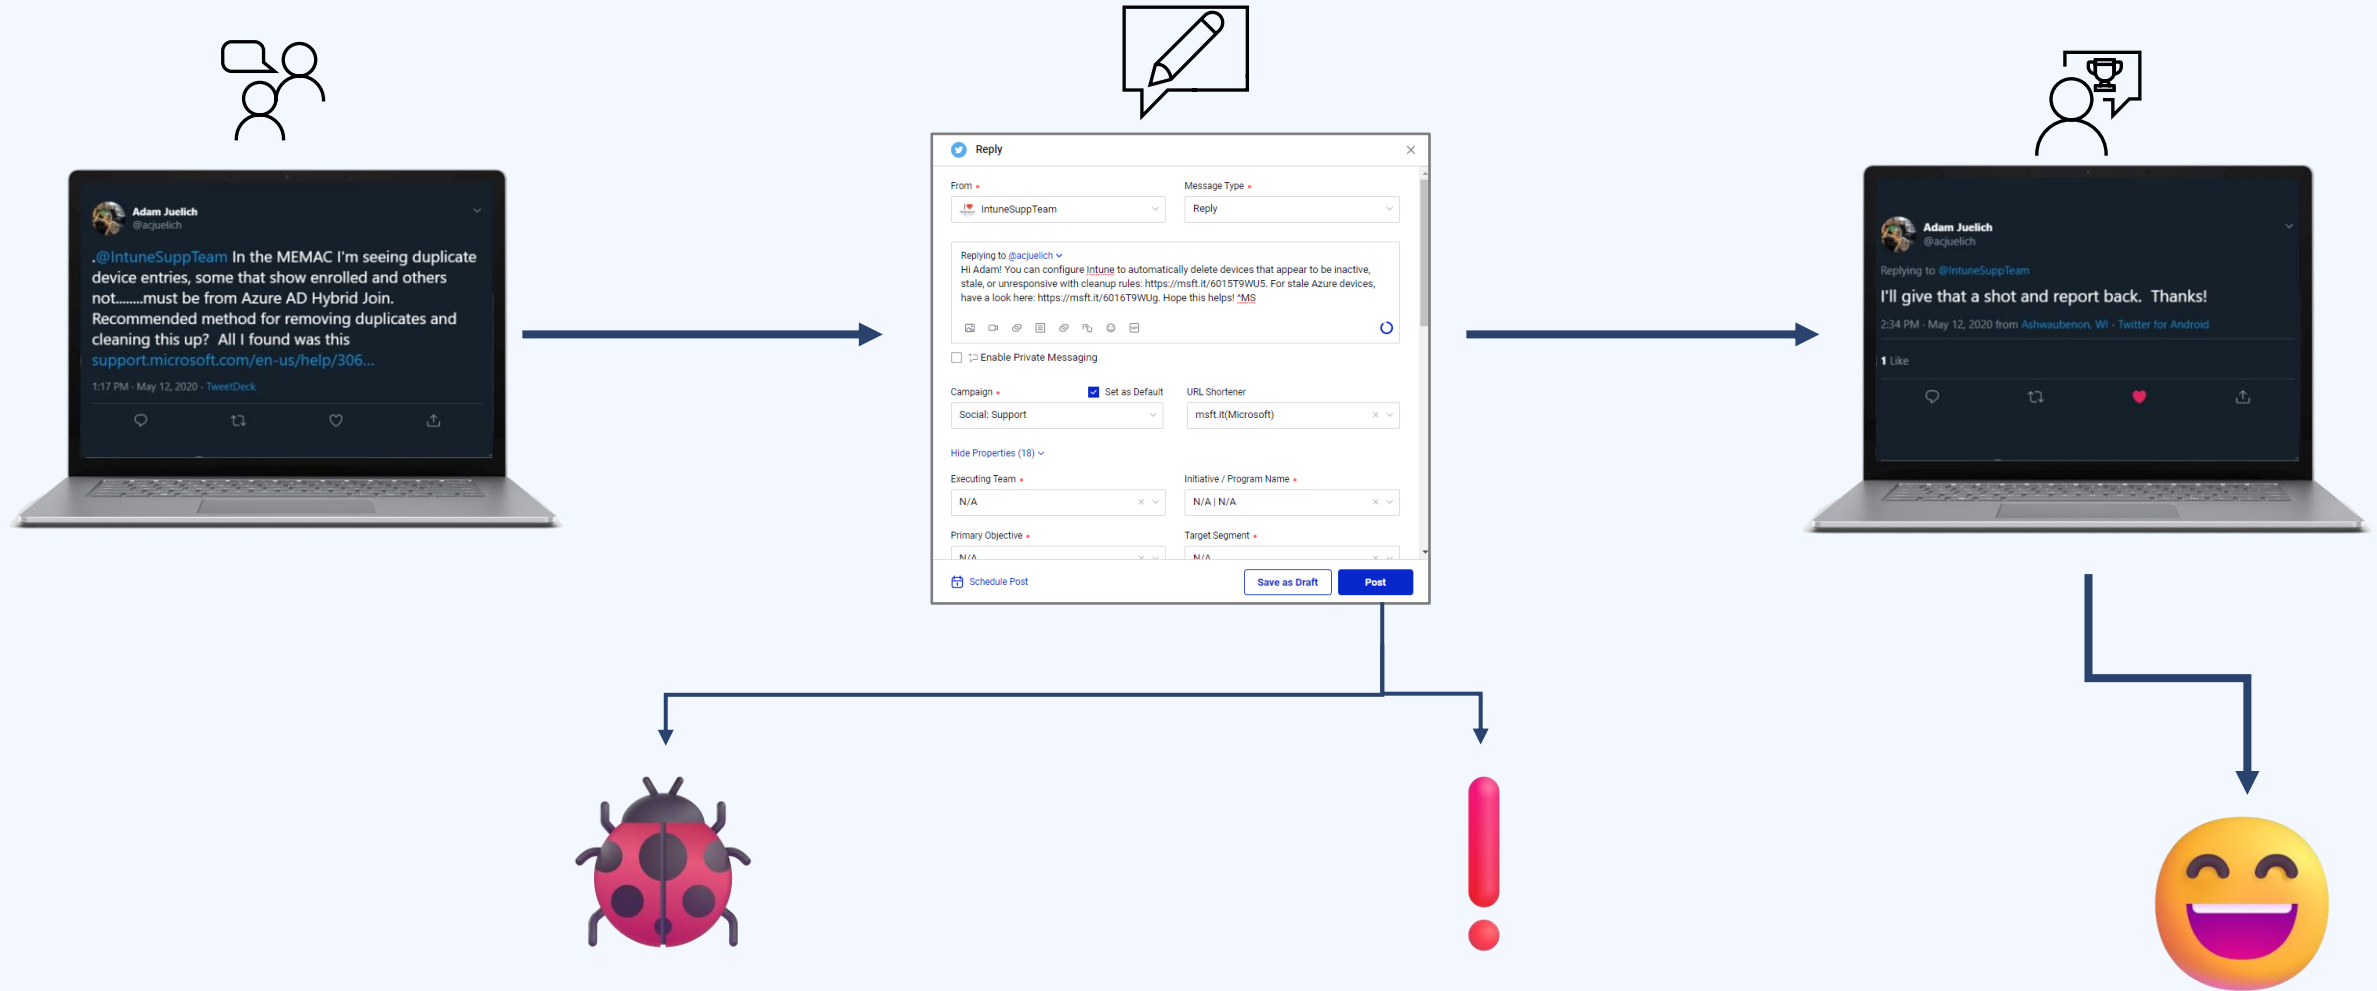 Adam Juelich
@acjuelich
.@IntuneSuppTeam In the MEMAC I'm seeing duplicate
device entries, some that show enrolled and others
not........must be from Azure AD Hybrid Join.
Recommended method for removing duplicates and
cleaning this up?  All I found was this
support.microsoft.com/en-us/help/306...
1:17 PM · May 12, 2020 · TweetDeck
Reply
From •
Message Type •
IntuneSuppTeam
Reply
Replying to @acjuelich
Hi Adam! You can configure Intune to automatically delete devices that appear to be inactive,
stale, or unresponsive with cleanup rules: https://msft.it/6015T9WU5. For stale Azure devices,
have a look here: https://msft.it/6016T9WUg. Hope this helps! ^MS
Enable Private Messaging
Campaign •
Set as Default
URL Shortener
Social: Support
msft.it(Microsoft)
Hide Properties (18)
Executing Team •
Initiative / Program Name •
N/A
N/A | N/A
Primary Objective •
Target Segment •
N/A
N/A
Schedule Post
Save as Draft
Post
Adam Juelich
@acjuelich
Replying to @IntuneSuppTeam
I'll give that a shot and report back.  Thanks!
2:34 PM · May 12, 2020 from Ashwaubenon, WI · Twitter for Android
1 Like